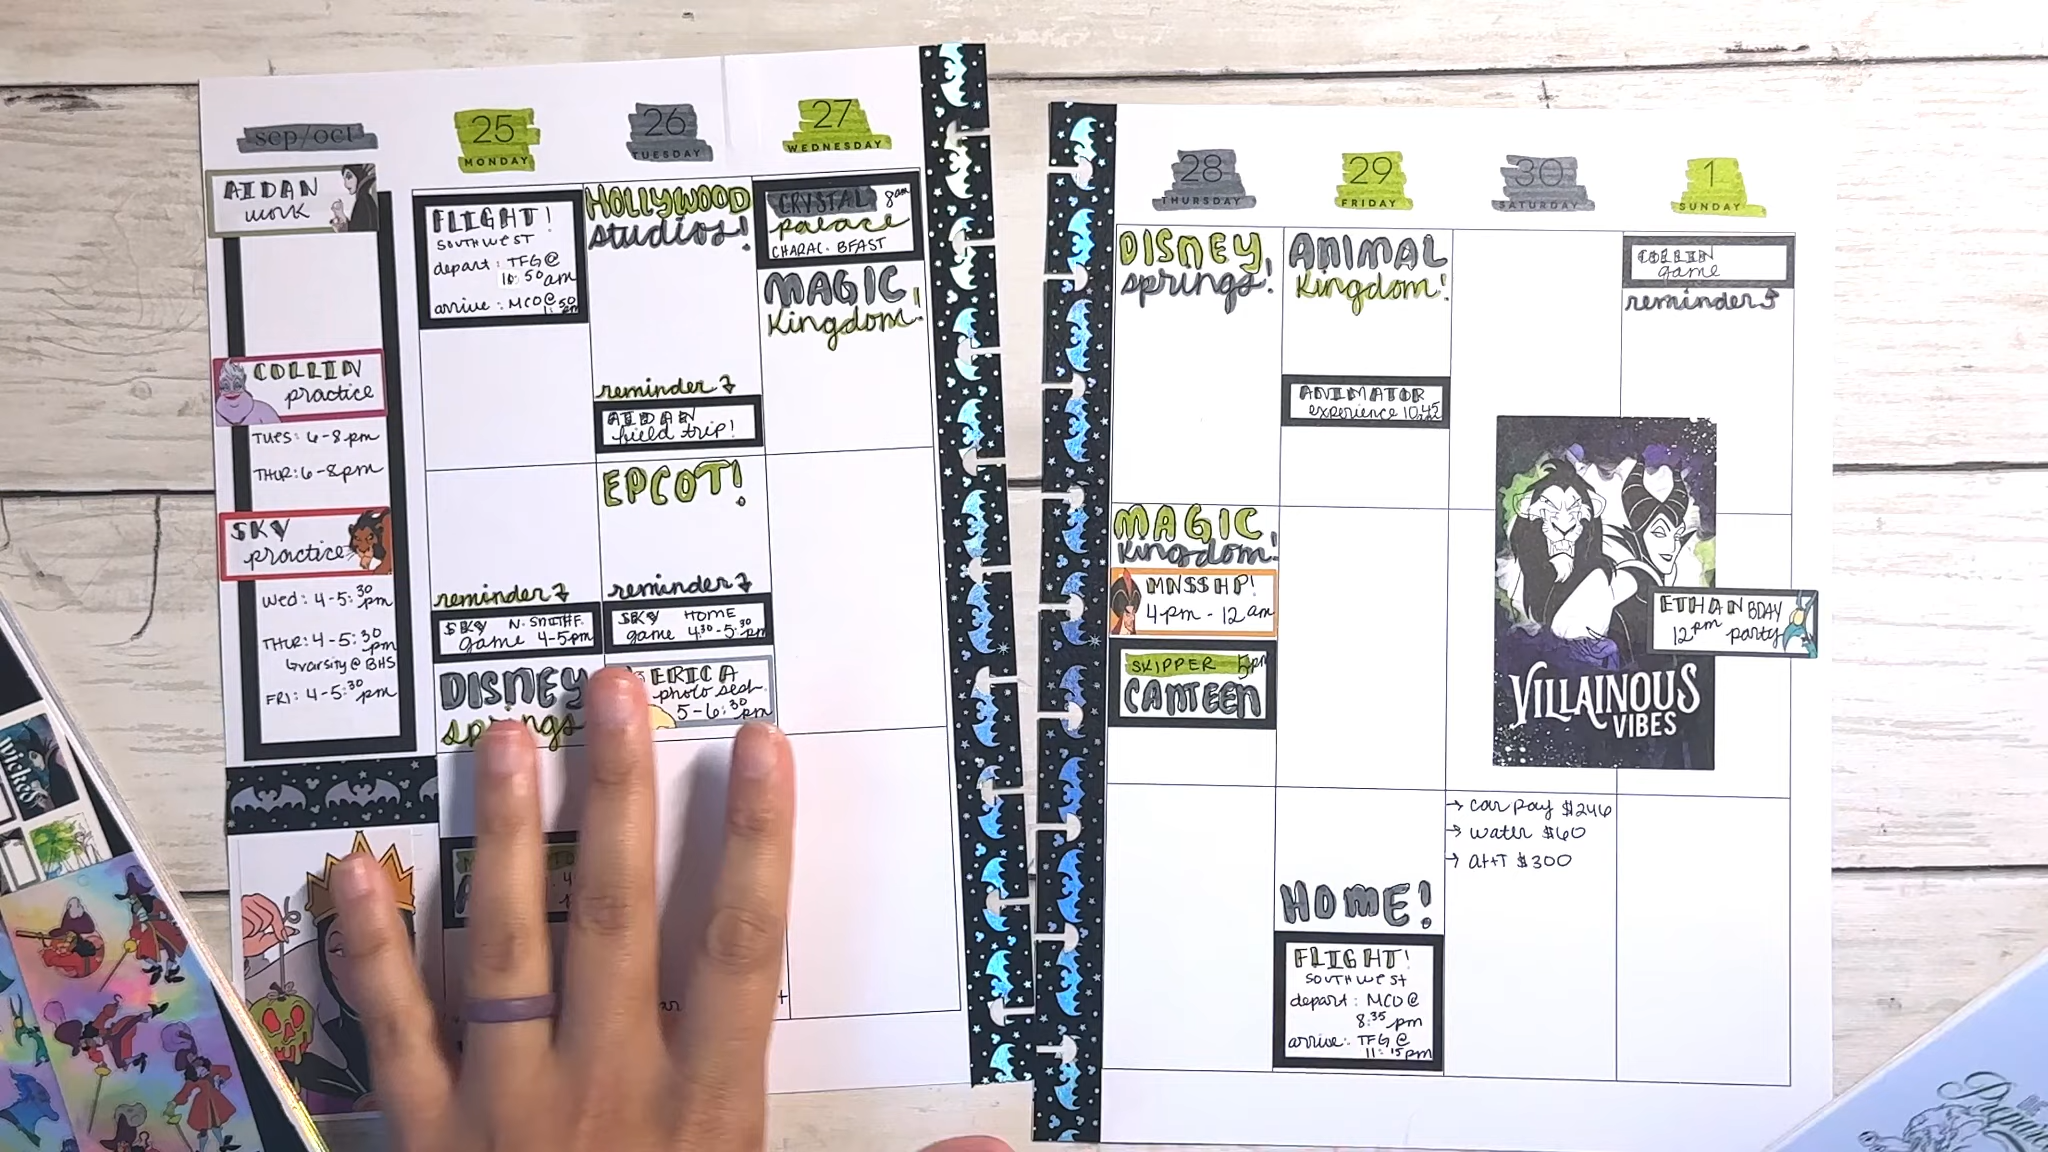 sep/oct
AIDAN
work
COLLIN
practice
TUES: 6-8pm
THUR: 6-8pm
SKY
practice
wed: 4-5:30 pm
THUR: 4-5:30 pm
Gvarsity@BHS
FRI: 4-5:30 pm
25
MONDAY
FLIGHT!
SOUTHWEST
depart: TFG@
10:50 am
arrive: MCO@
1:50 pm
reminder
SKY N. SMITHF.
game 4-5pm
DISNEY
springs
26
TUESDAY
HOLLYWOOD
studios!
reminder
AIDAN
field trip!
EPCOT!
reminder
SKY HOME
game 4:30-5:30 pm
ERICA
photo sesh.
5-6:30 pm
27
WEDNESDAY
CRYSTAL 8am
palace
CHARAC. BFAST
MAGIC
Kingdom!
28
THURSDAY
DISNEY
springs!
MAGIC
Kingdom!
MNSSHP!
4pm - 12am
SKIPPER 5pm
CANTEEN
29
FRIDAY
ANIMAL
Kingdom!
ANIMATOR
experience 10:45
HOME!
FLIGHT!
SOUTHWEST
depart: MCO@
8:35 pm
arrive: TFG@
11:15pm
30
SATURDAY
VILLAINOUS
VIBES
→ car pay $246
→ water $60
→ at+T $300
1
SUNDAY
COLLIN
game
reminder
ETHAN BDAY
12pm party
Wicked